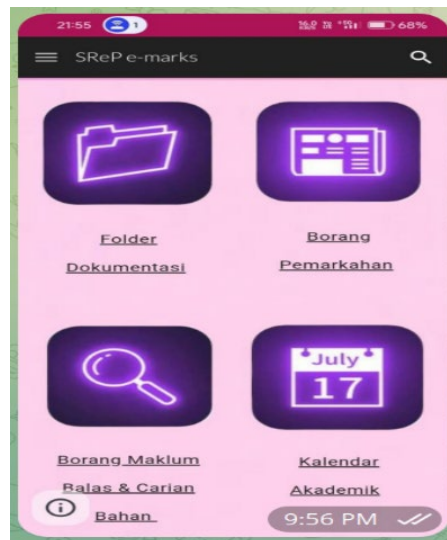 21:55 1 68%
SReP e-marks
Folder
Dokumentasi
Borang
Pemarkahan
July
17
Borang Maklum
Balas & Carian
Bahan
Kalendar
Akademik
9:56 PM